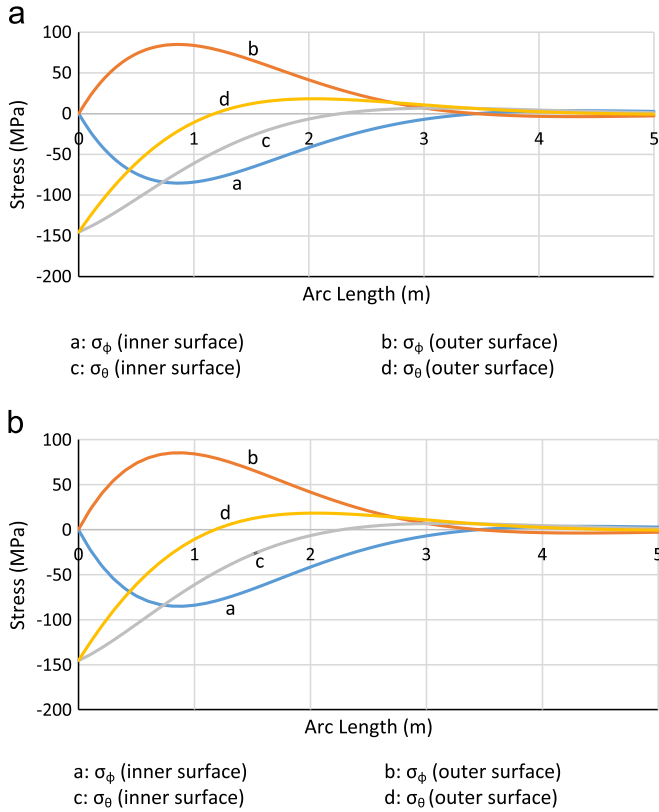 a
100
50
0
-50
-100
-150
-200
0 1 2 3 4 5
b
d
c
a
Stress (MPa)
Arc Length (m)
a: σϕ (inner surface) b: σϕ (outer surface)
c: σθ (inner surface) d: σθ (outer surface)
b
100
50
0
-50
-100
-150
-200
0 1 2 3 4 5
b
d
c
a
Stress (MPa)
Arc Length (m)
a: σϕ (inner surface) b: σϕ (outer surface)
c: σθ (inner surface) d: σθ (outer surface)